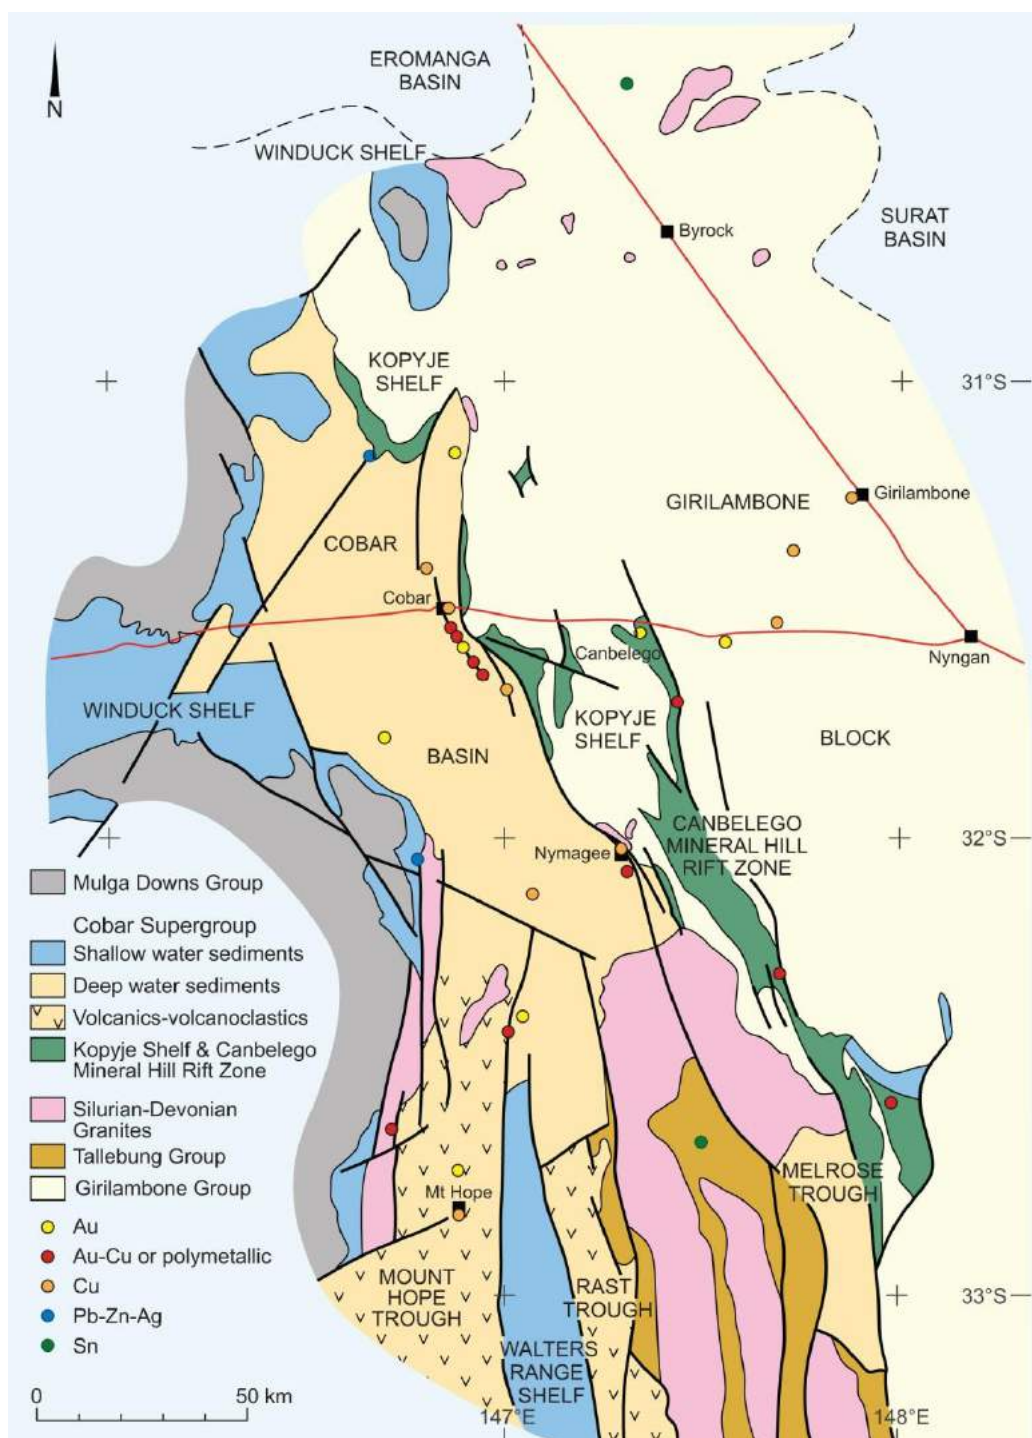 EROMANGA
BASIN
N
WINDUCK SHELF
SURAT
BASIN
Byrock
KOPYJE
SHELF
31°S
GIRILAMBONE
Girilambone
COBAR
Cobar
Canbelego
Nyngan
WINDUCK SHELF
KOPYJE
SHELF
BLOCK
BASIN
CANBELEGO
MINERAL HILL
RIFT ZONE
32°S
Nymagee
Mulga Downs Group
Cobar Supergroup
Shallow water sediments
Deep water sediments
Volcanics-volcanoclastics
Kopyje Shelf & Canbelego
Mineral Hill Rift Zone
Silurian-Devonian
Granites
Tallebung Group
Girilambone Group
Au
Au-Cu or polymetallic
Cu
Pb-Zn-Ag
Sn
0 50 km
MELROSE
TROUGH
Mt Hope
MOUNT
HOPE
TROUGH
RAST
TROUGH
33°S
WALTERS
RANGE
SHELF
147°E
148°E